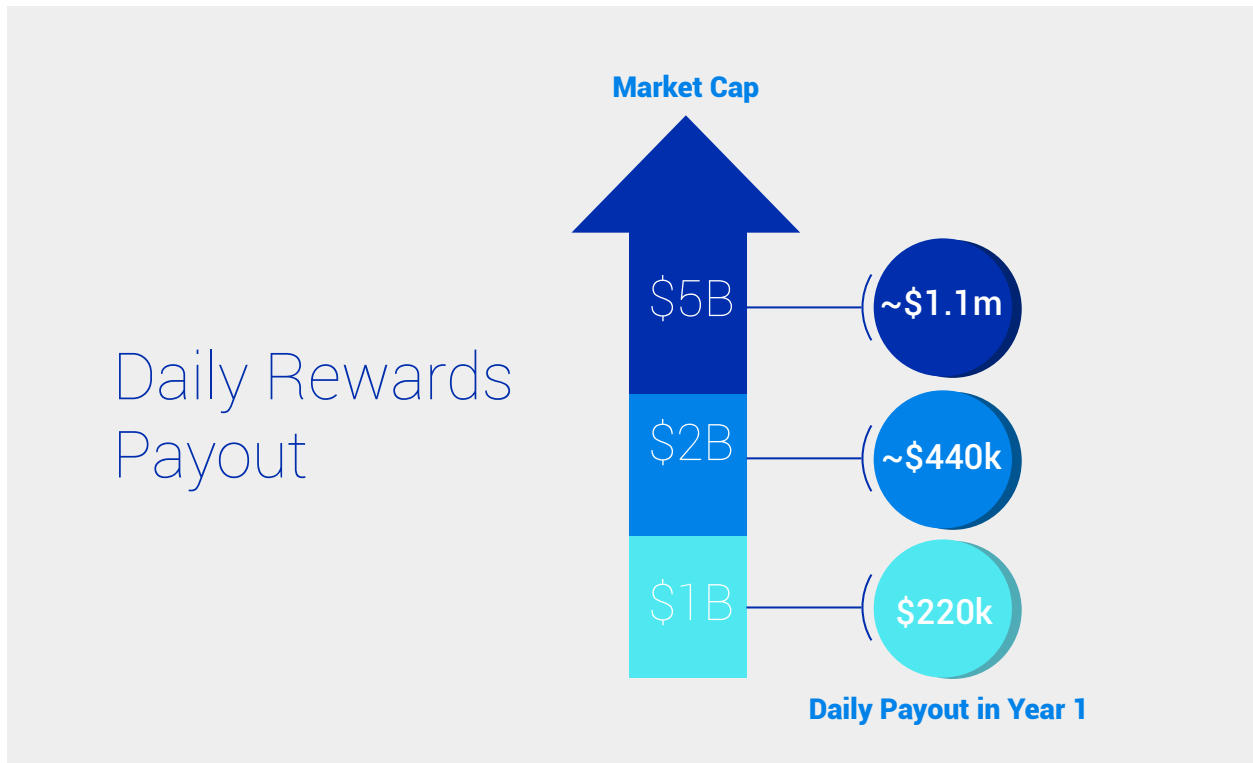 Market Cap
Daily Rewards
Payout
$5B
~$1.1m
$2B
~$440k
$1B
$220k
Daily Payout in Year 1